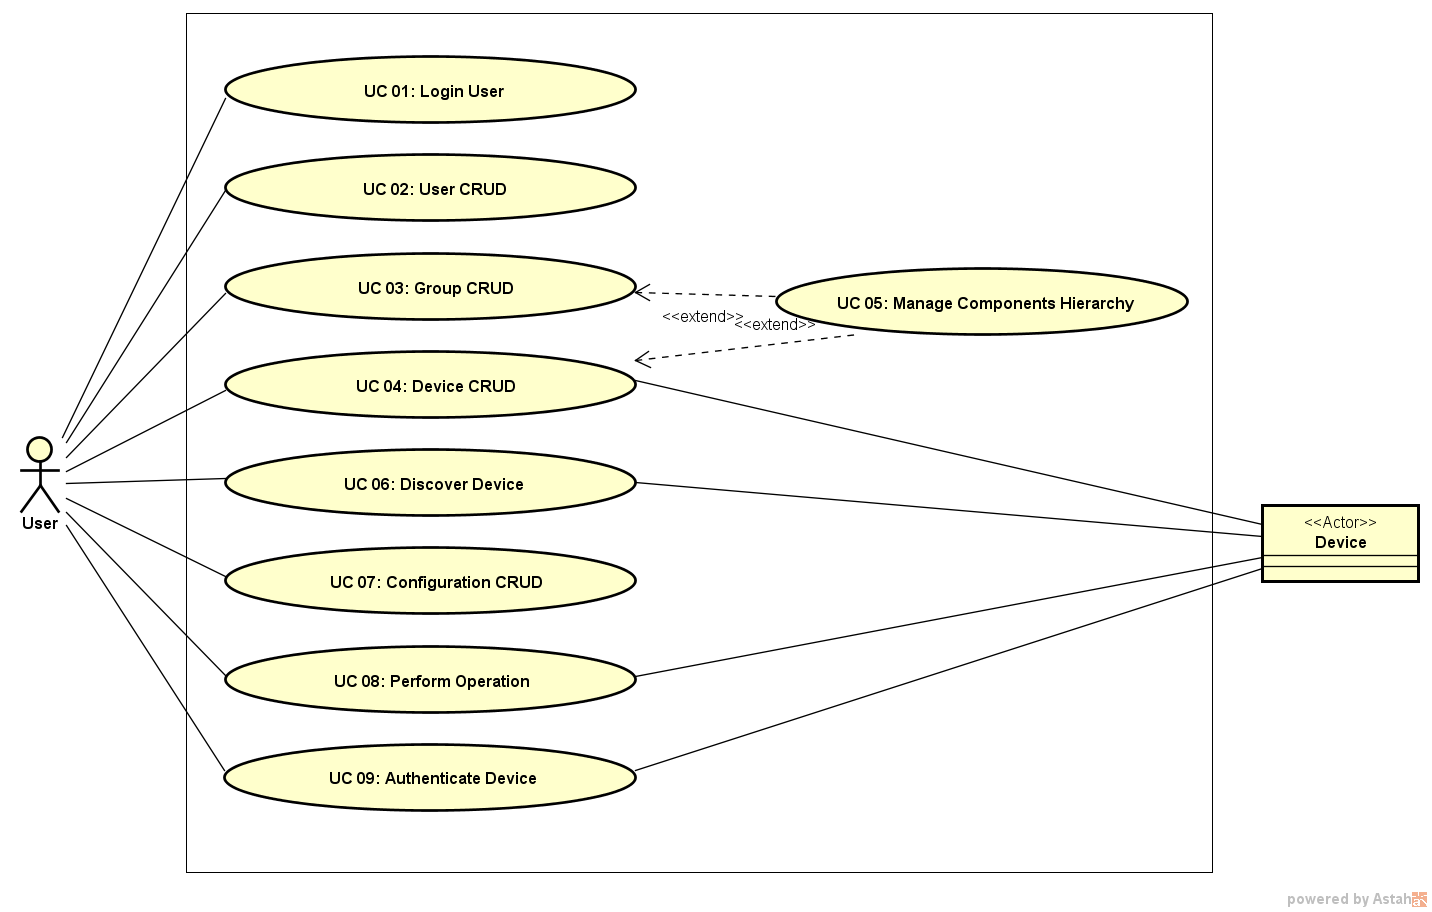 UC 01: Login User
UC 02: User CRUD
UC 03: Group CRUD
UC 05: Manage Components Hierarchy
<<extend>>
<<extend>>
UC 04: Device CRUD
UC 06: Discover Device
User
<<Actor>>
Device
UC 07: Configuration CRUD
UC 08: Perform Operation
UC 09: Authenticate Device
powered by Astah